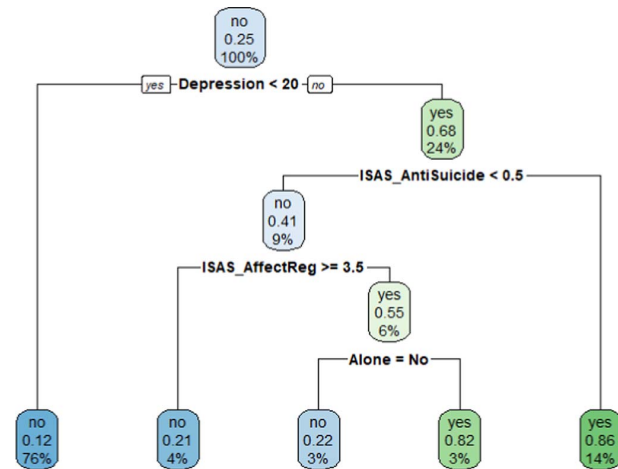 no
0.25
100%
yes Depression < 20 no
yes
0.68
24%
ISAS_AntiSuicide < 0.5
no
0.41
9%
ISAS_AffectReg >= 3.5
yes
0.55
6%
Alone = No
no
0.12
76%
no
0.21
4%
no
0.22
3%
yes
0.82
3%
yes
0.86
14%